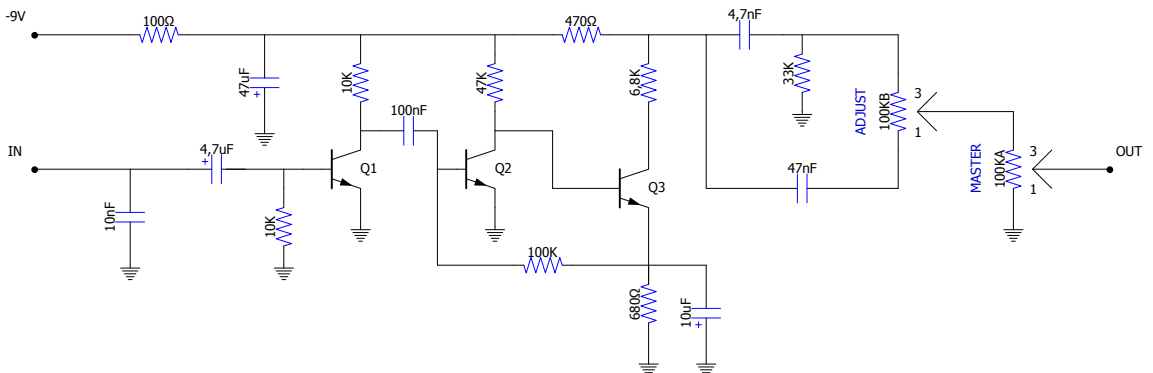 -9V
100Ω
470Ω
4,7nF
47uF
10K
47K
6,8K
33K
ADJUST
100KB
3
1
100nF
IN
4,7uF
Q1
Q2
Q3
47nF
MASTER
100KA
3
1
OUT
10nF
10K
100K
680Ω
10uF
+
+
+